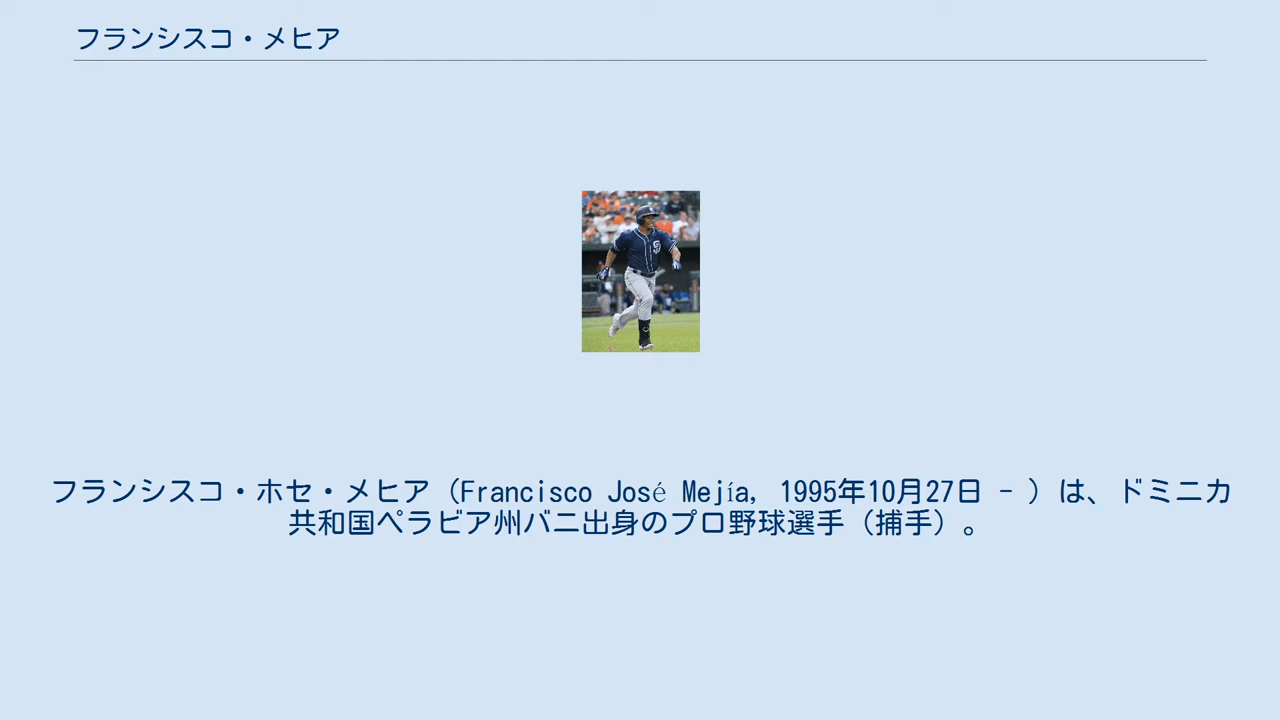 フランシスコ・メヒア
フランシスコ・ホセ・メヒア（Francisco José Mejía, 1995年10月27日 - ）は、ドミニカ
共和国ペラビア州バニ出身のプロ野球選手（捕手）。